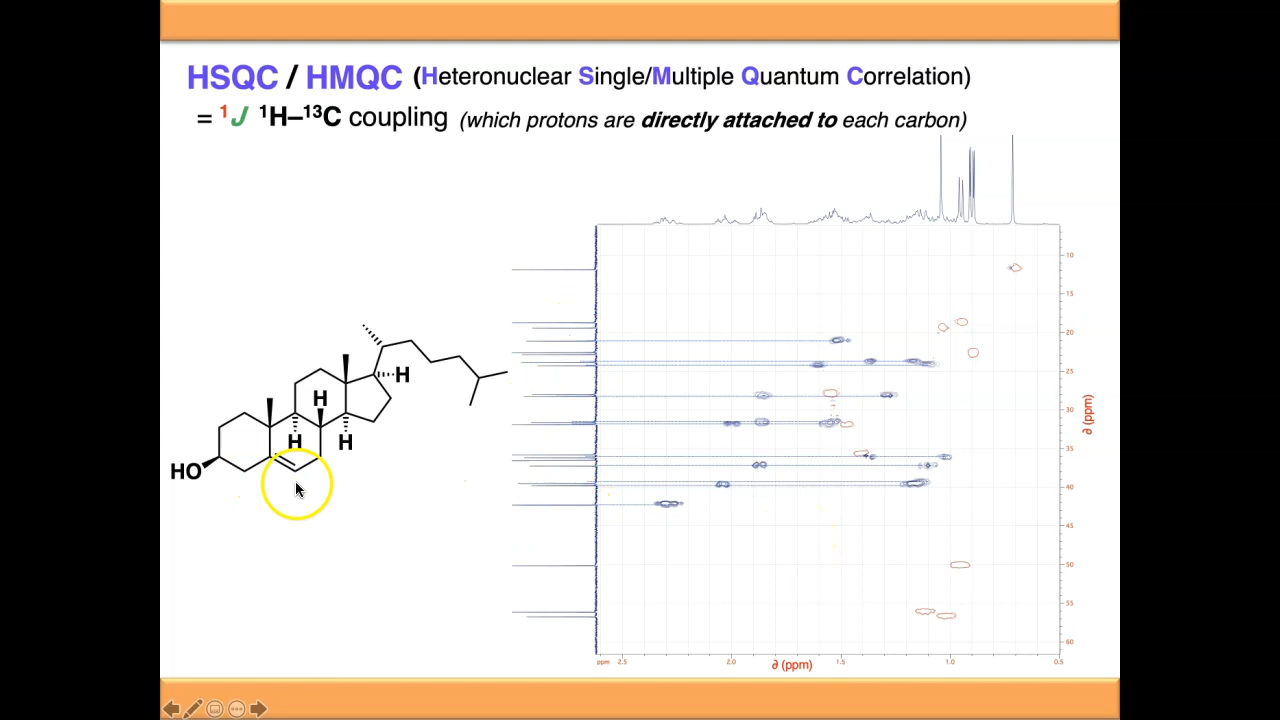 HSQC / HMQC (Heteronuclear Single/Multiple Quantum Correlation)
= ¹J ¹H–¹³C coupling (which protons are directly attached to each carbon)
10
15
20
25
30
35
40
45
50
55
60
∂ (ppm)
H
H
H
H
HO
ppm 2.5 2.0 1.5 1.0 0.5
∂ (ppm)